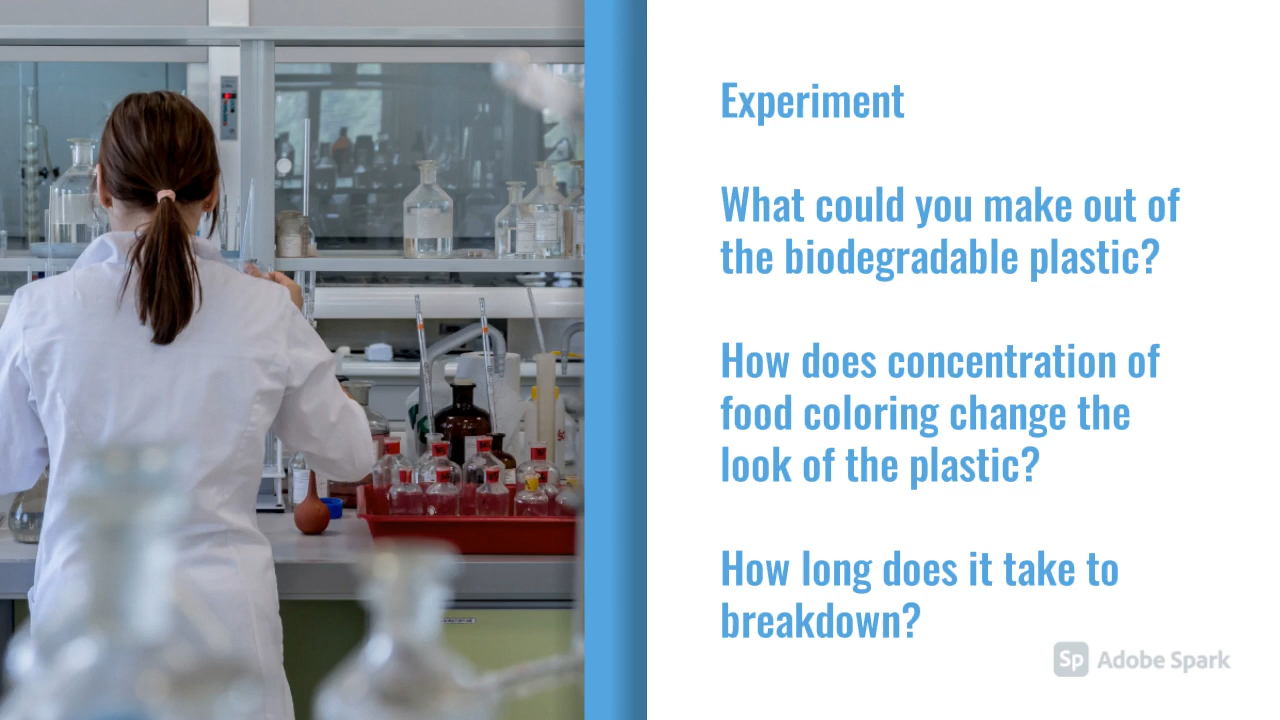 Experiment
What could you make out of
the biodegradable plastic?
How does concentration of
food coloring change the
look of the plastic?
How long does it take to
breakdown?
Sp Adobe Spark